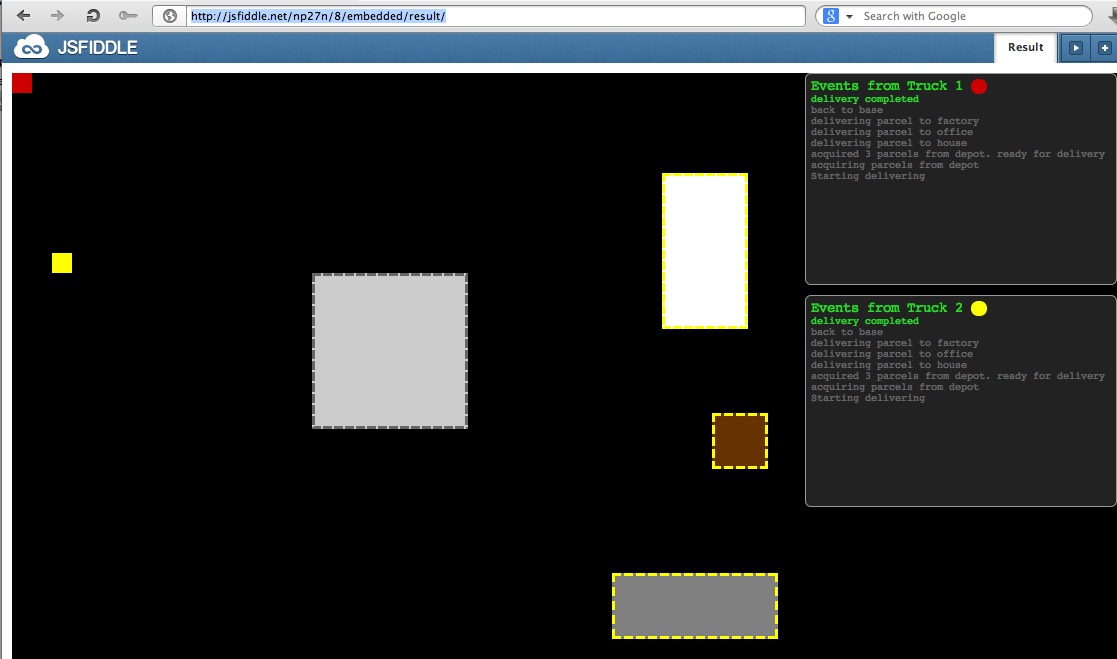 http://jsfiddle.net/np27n/8/embedded/result/
8 Search with Google
JSFIDDLE
Result
Events from Truck 1
delivery completed
back to base
delivering parcel to factory
delivering parcel to office
delivering parcel to house
acquired 3 parcels from depot. ready for delivery
acquiring parcels from depot
Starting delivering
Events from Truck 2
delivery completed
back to base
delivering parcel to factory
delivering parcel to office
delivering parcel to house
acquired 3 parcels from depot. ready for delivery
acquiring parcels from depot
Starting delivering